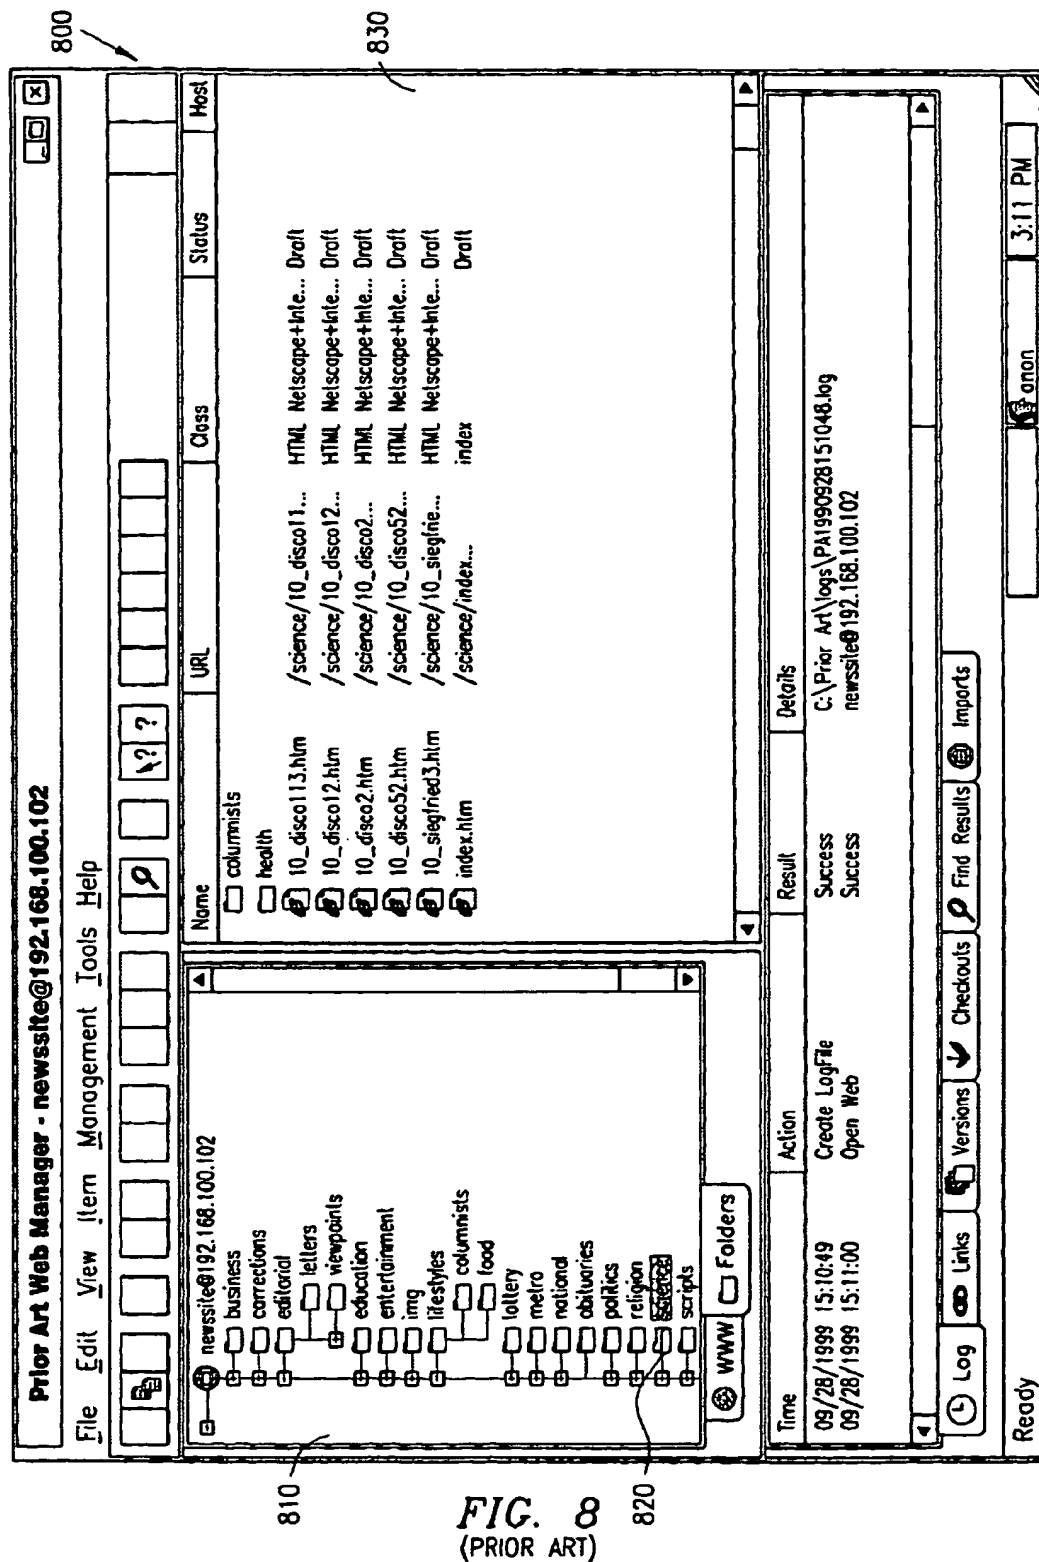 800
Prior Art Web Manager - newssite@192.168.100.102
File Edit View Item Management Tools Help
? ?
810
newssite@192.168.100.102
business
corrections
editorial
letters
viewpoints
education
entertainment
img
lifestyles
columnists
food
lottery
metro
national
obituaries
politics
religion
science
scripts
820
WWW Folders
830
Name URL Class Status Host
columnists
health
10_disco113.htm /science/10_disco11... HTML Netscape+Inte... Draft
10_disco12.htm /science/10_disco12... HTML Netscape+Inte... Draft
10_disco2.htm /science/10_disco2... HTML Netscape+Inte... Draft
10_disco52.htm /science/10_disco52... HTML Netscape+Inte... Draft
10_siegfried3.htm /science/10_siegfrie... HTML Netscape+Inte... Draft
index.htm /science/index... index Draft
Time Action Result Details
09/28/1999 15:10:49 Create LogFile Success C:\Prior Art\logs\PA19990928151048.log
09/28/1999 15:11:00 Open Web Success newssite@192.168.100.102
Log Links Versions Checkouts Find Results Imports
Ready anon 3:11 PM
FIG. 8
(PRIOR ART)